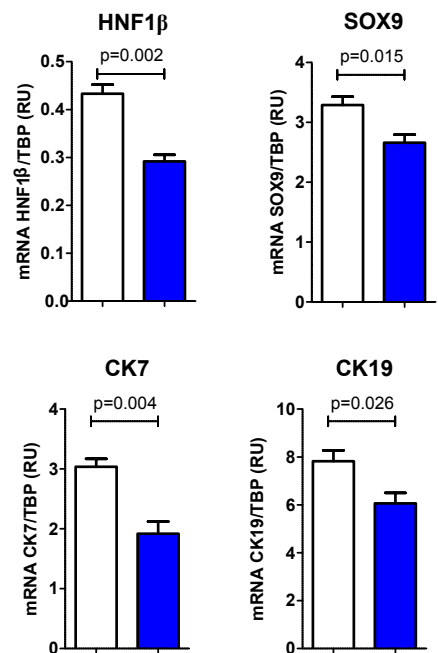 HNF1β
p=0.002
mRNA HNF1β/TBP (RU)
0.5
0.4
0.3
0.2
0.1
0.0
SOX9
p=0.015
mRNA SOX9/TBP (RU)
4
3
2
1
0
CK7
p=0.004
mRNA CK7/TBP (RU)
4
3
2
1
0
CK19
p=0.026
mRNA CK19/TBP (RU)
10
8
6
4
2
0